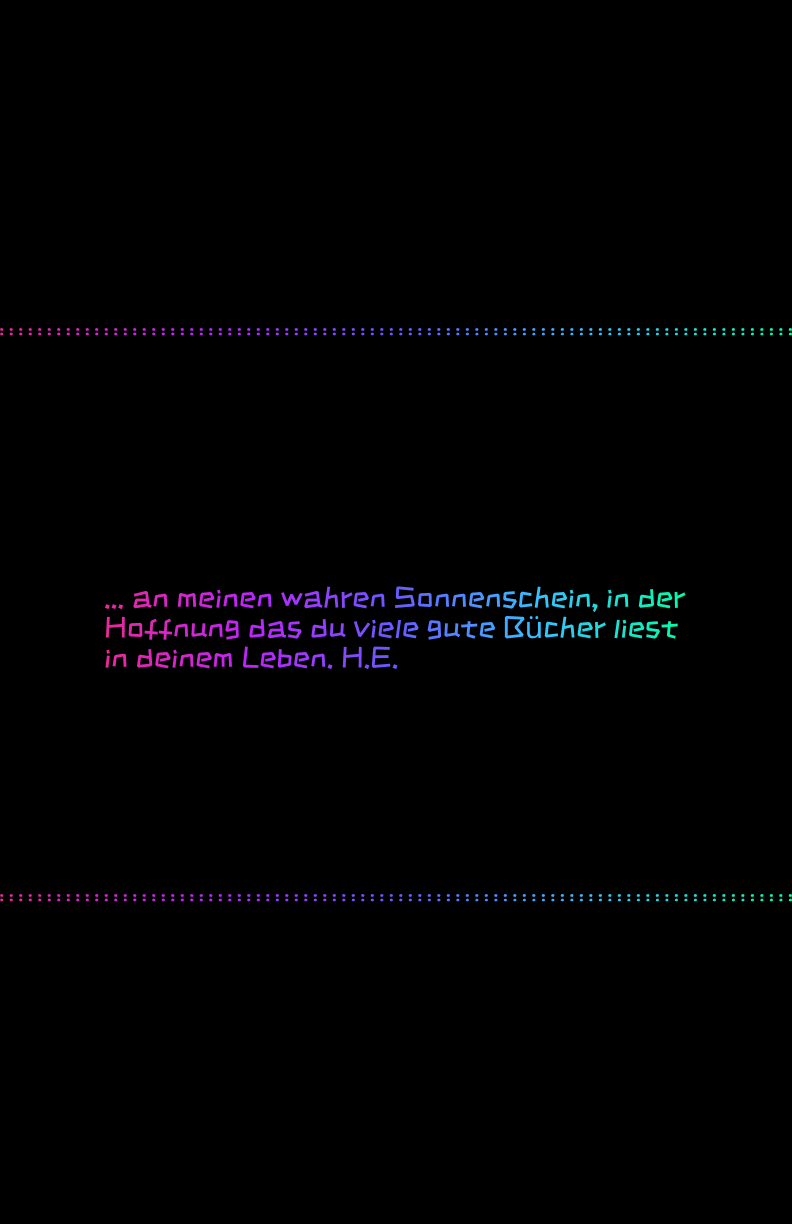 ... an meinen wahren Sonnenschein, in der
Hoffnung das du viele gute Bücher liest
in deinem Leben. H.E.